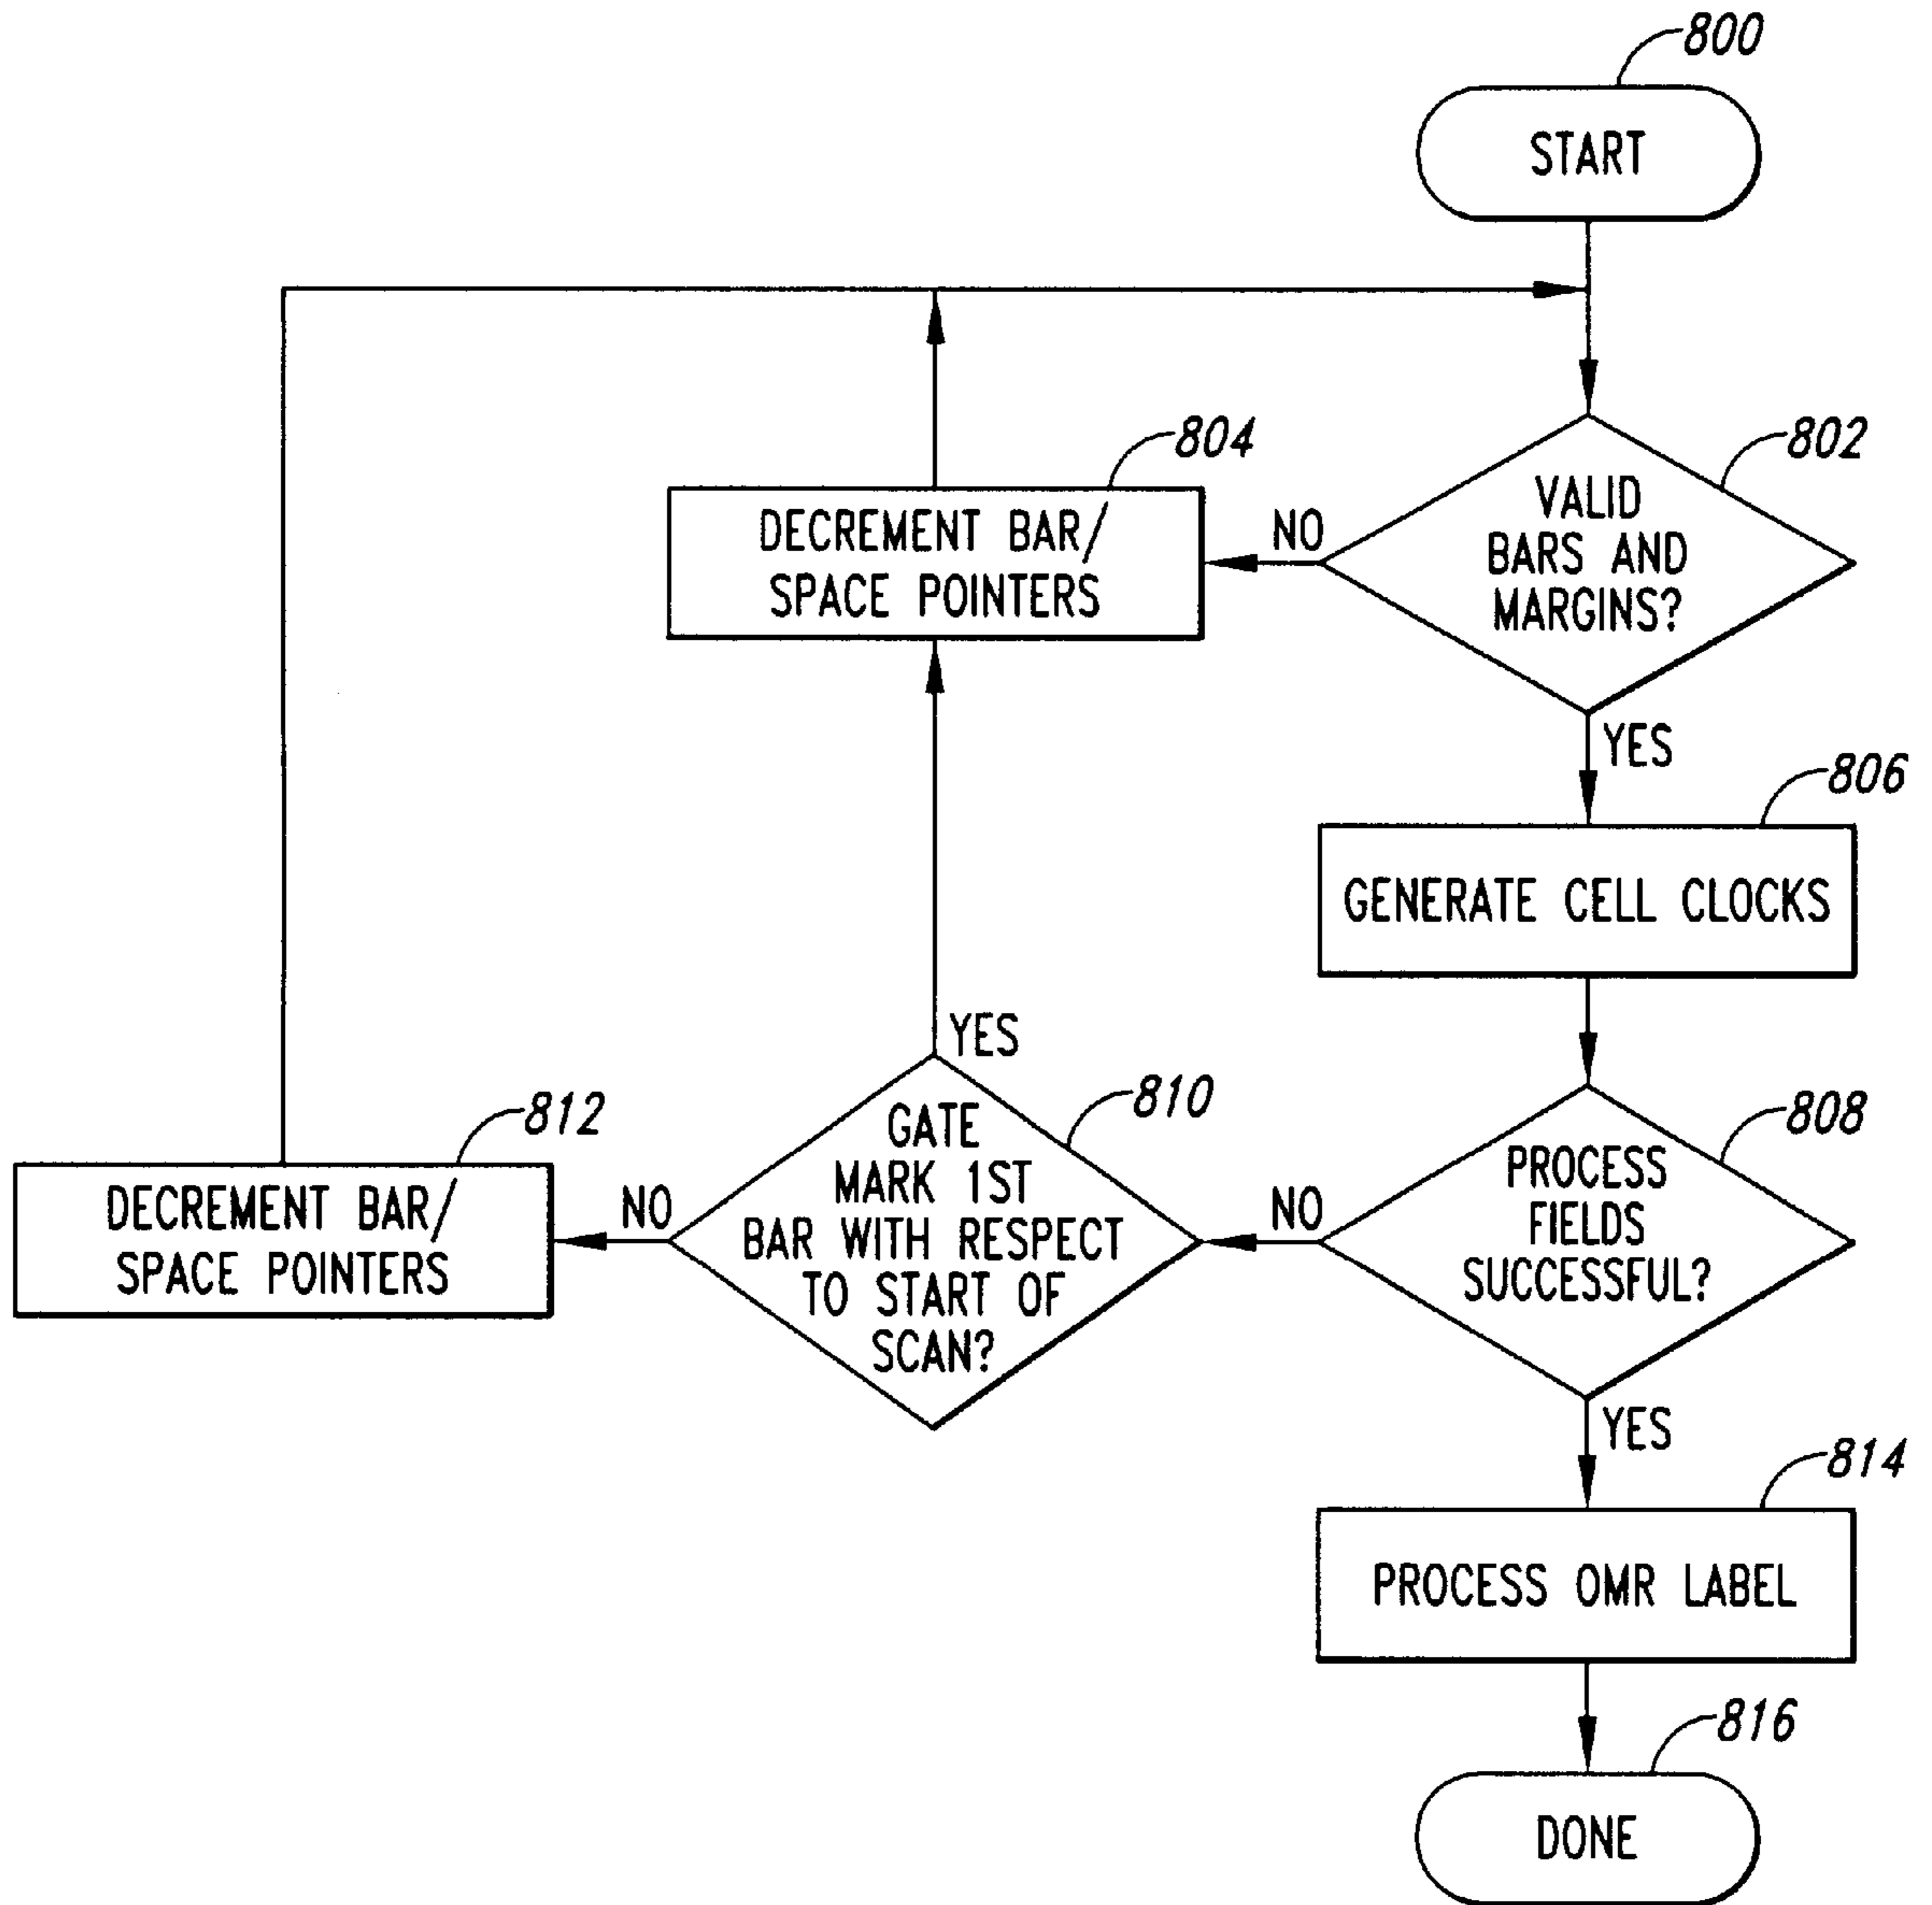 800
START
804
802
DECREMENT BAR/
SPACE POINTERS
NO
VALID
BARS AND
MARGINS?
YES
806
GENERATE CELL CLOCKS
YES
812
810
808
DECREMENT BAR/
SPACE POINTERS
NO
GATE
MARK 1ST
BAR WITH RESPECT
TO START OF
SCAN?
NO
PROCESS
FIELDS
SUCCESSFUL?
YES
814
PROCESS OMR LABEL
816
DONE